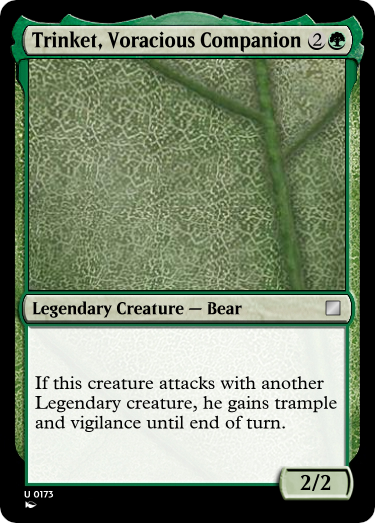 Trinket, Voracious Companion 2
Legendary Creature — Bear
If this creature attacks with another
Legendary creature, he gains trample
and vigilance until end of turn.
2/2
U 0173